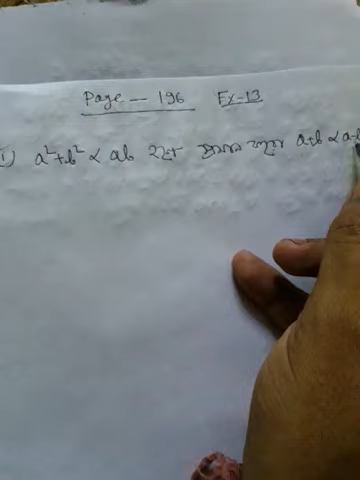 Page — 196 Ex-13
1) a²+b² ∝ ab হলে প্রমাণ করো a+b ∝ a-b